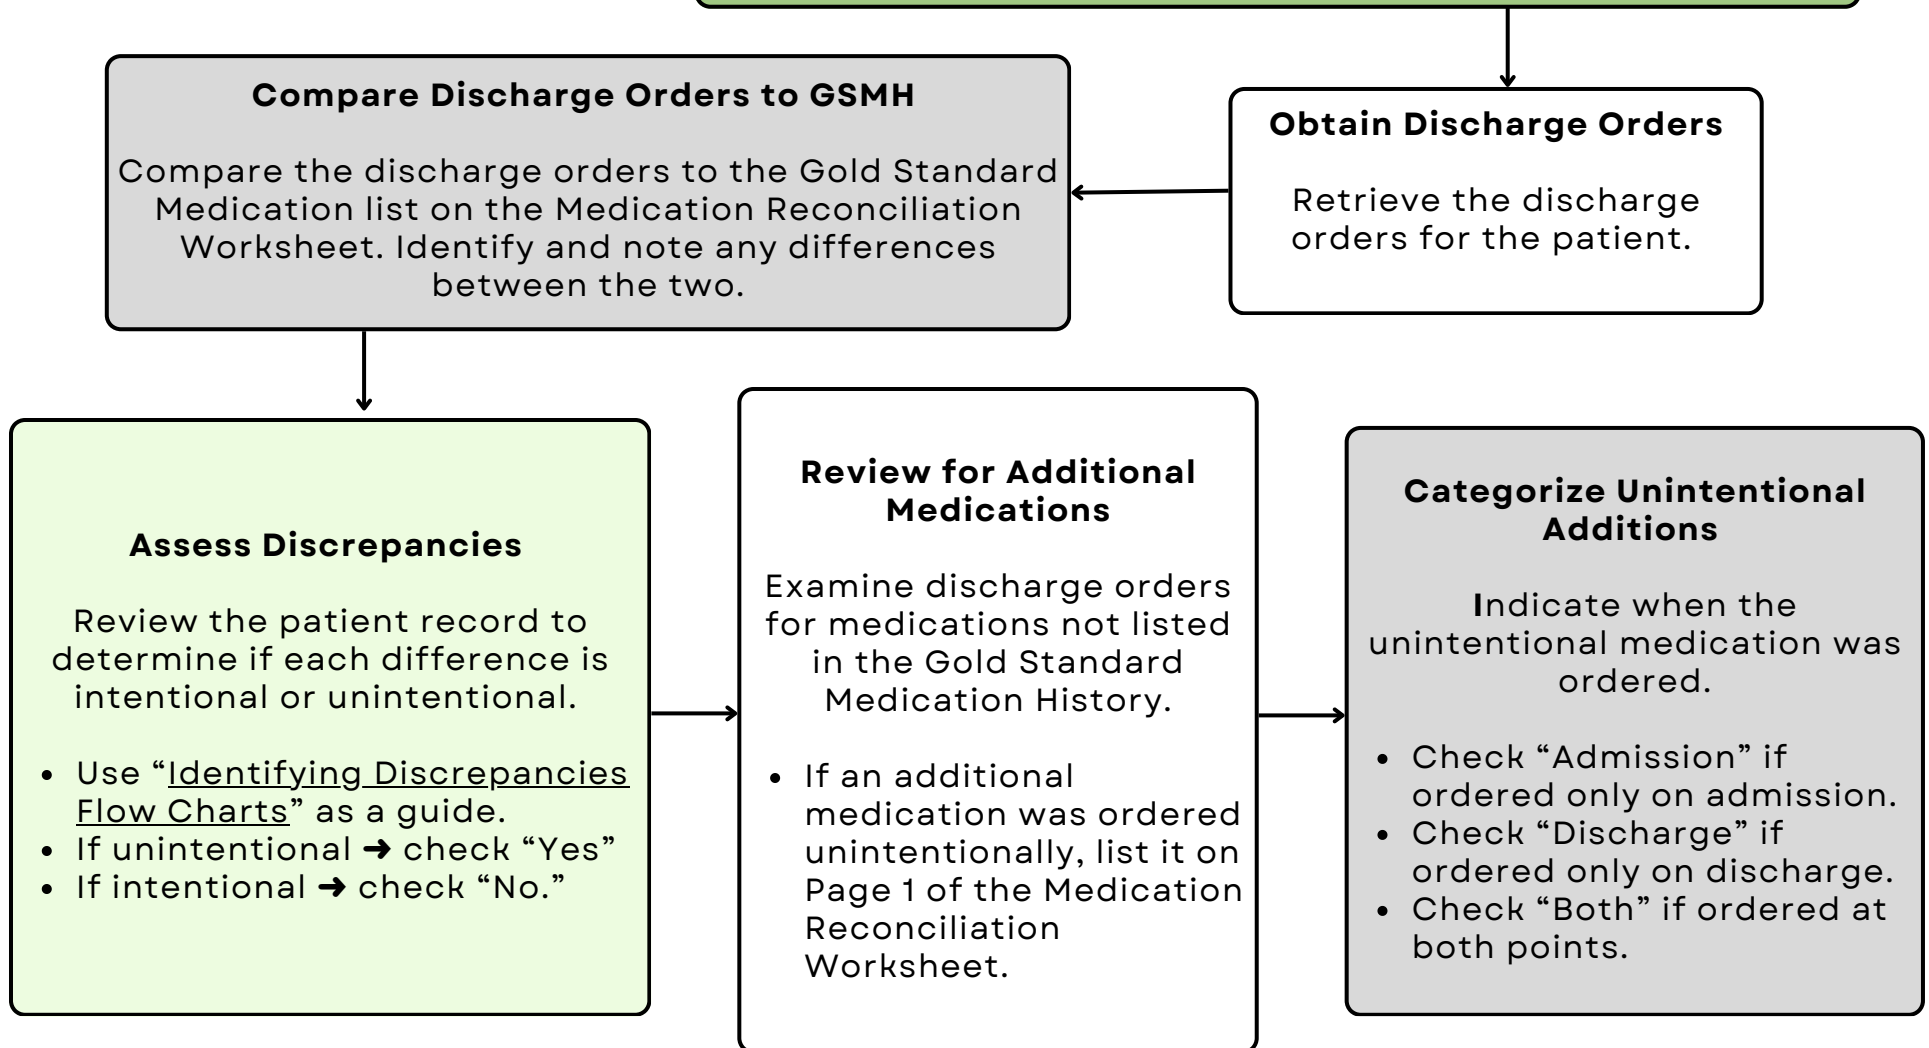 Obtain Discharge Orders
Retrieve the discharge
orders for the patient.
Compare Discharge Orders to GSMH
Compare the discharge orders to the Gold Standard
Medication list on the Medication Reconciliation
Worksheet. Identify and note any differences
between the two.
Assess Discrepancies
Review the patient record to
determine if each difference is
intentional or unintentional.
• Use “Identifying Discrepancies
Flow Charts” as a guide.
• If unintentional ➜ check “Yes”
• If intentional ➜ check “No.”
Review for Additional
Medications
Examine discharge orders
for medications not listed
in the Gold Standard
Medication History.
• If an additional
medication was ordered
unintentionally, list it on
Page 1 of the Medication
Reconciliation
Worksheet.
Categorize Unintentional
Additions
Indicate when the
unintentional medication was
ordered.
• Check “Admission” if
ordered only on admission.
• Check “Discharge” if
ordered only on discharge.
• Check “Both” if ordered at
both points.